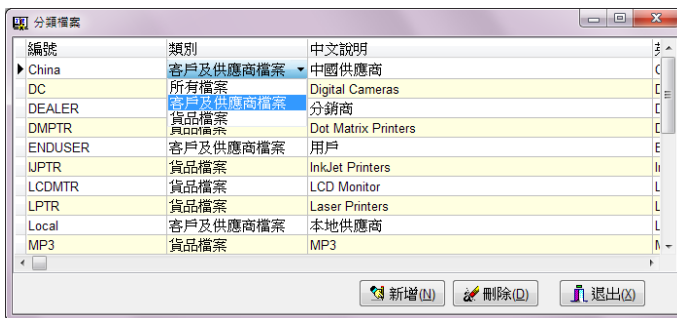 分類檔案
編號 類別 中文說明
China 客戶及供應商檔案 中國供應商
DC 所有檔案 Digital Cameras
客戶及供應商檔案
DEALER 分銷商
貨品檔案
DMPTR 貨品檔案 Dot Matrix Printers
ENDUSER 客戶及供應商檔案 用戶
IJPTR 貨品檔案 InkJet Printers
LCDMTR 貨品檔案 LCD Monitor
LPTR 貨品檔案 Laser Printers
Local 客戶及供應商檔案 本地供應商
MP3 貨品檔案 MP3
新增(N) 刪除(D) 退出(X)